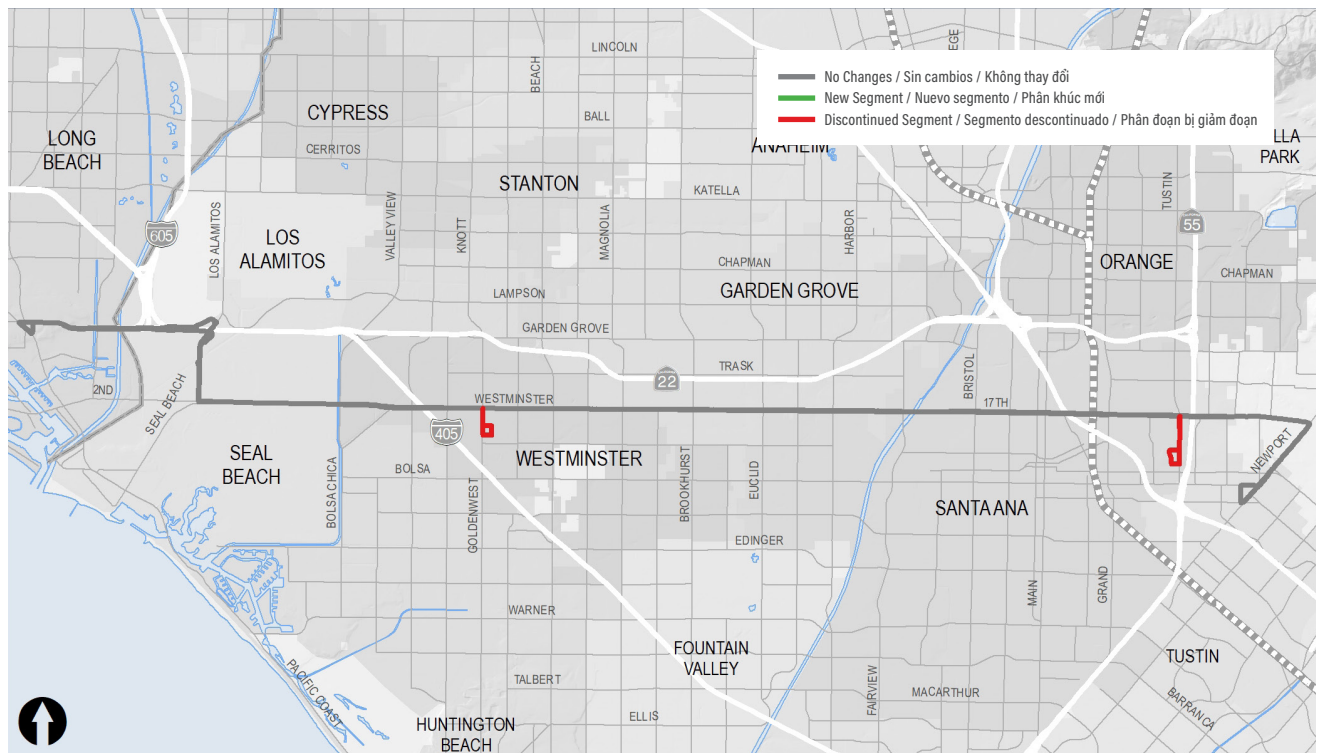 LINCOLN
BEACH
EGE
No Changes / Sin cambios / Không thay đổi
New Segment / Nuevo segmento / Phân khúc mới
Discontinued Segment / Segmento descontinuado / Phân đoạn bị giảm đoạn
CYPRESS
BALL
LONG
BEACH
CERRITOS
ANAHEIM
LLA
PARK
STANTON
KATELLA
TUSTIN
605
LOS ALAMITOS
LOS
ALAMITOS
VALLEY VIEW
KNOTT
MAGNOLIA
HARBOR
55
CHAPMAN
ORANGE
CHAPMAN
LAMPSON
GARDEN GROVE
GARDEN GROVE
TRASK
22
BRISTOL
2ND
SEAL BEACH
WESTMINSTER
17TH
405
SEAL
BEACH
BOLSA CHICA
BOLSA
GOLDENWEST
WESTMINSTER
BROOKHURST
EUCLID
NEWPORT
SANTA ANA
EDINGER
MAIN
GRAND
WARNER
FOUNTAIN
VALLEY
TUSTIN
PACIFIC COAST
TALBERT
FAIRVIEW
MACARTHUR
BARRANCA
HUNTINGTON
BEACH
ELLIS